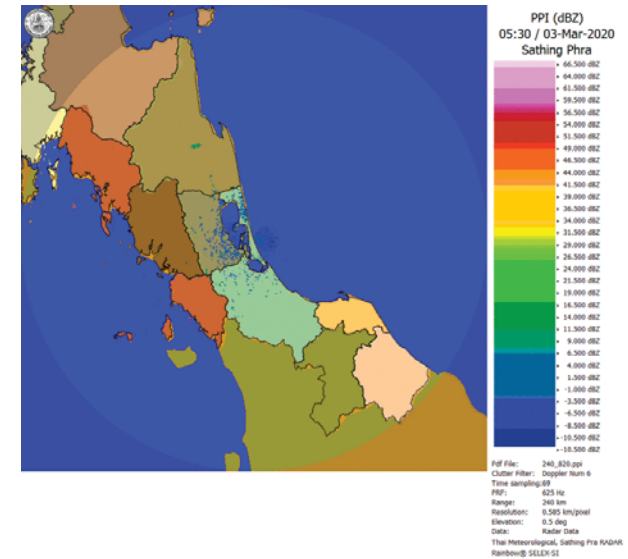 PPI (dBZ)
05:30 / 03-Mar-2020
Sathing Phra
66.500 dBZ
64.000 dBZ
61.500 dBZ
59.500 dBZ
56.500 dBZ
54.000 dBZ
51.500 dBZ
49.000 dBZ
46.500 dBZ
44.000 dBZ
41.500 dBZ
39.000 dBZ
36.500 dBZ
34.000 dBZ
31.500 dBZ
29.000 dBZ
26.500 dBZ
24.000 dBZ
21.500 dBZ
19.000 dBZ
16.500 dBZ
14.000 dBZ
11.500 dBZ
9.000 dBZ
6.500 dBZ
4.000 dBZ
1.500 dBZ
-1.000 dBZ
-3.500 dBZ
-6.500 dBZ
-8.500 dBZ
-10.500 dBZ
-10.500 dBZ
Pdf File: 240_820.ppi
Clutter Filter: Doppler Num 6
Time sampling:69
PRF: 625 Hz
Range: 240 km
Resolution: 0.585 km/pixel
Elevation: 0.5 deg
Data: Radar Data
Thai Meteorological, Sathing Pra RADAR
Rainbow® SELEX-SI